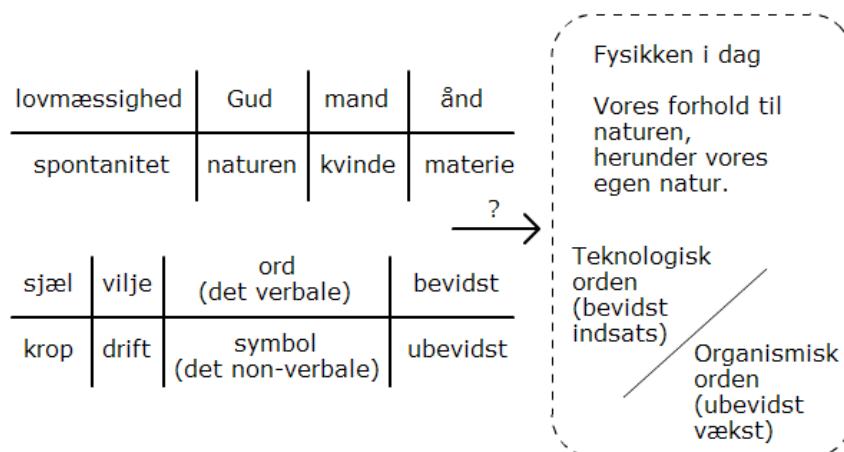 lovmæssighed Gud mand ånd
spontanitet naturen kvinde materie
?
sjæl vilje ord (det verbale) bevidst
krop drift symbol (det non-verbale) ubevidst
Fysikken i dag
Vores forhold til
naturen,
herunder vores
egen natur.
Teknologisk
orden
(bevidst
indsats)
Organismisk
orden
(ubevidst
vækst)